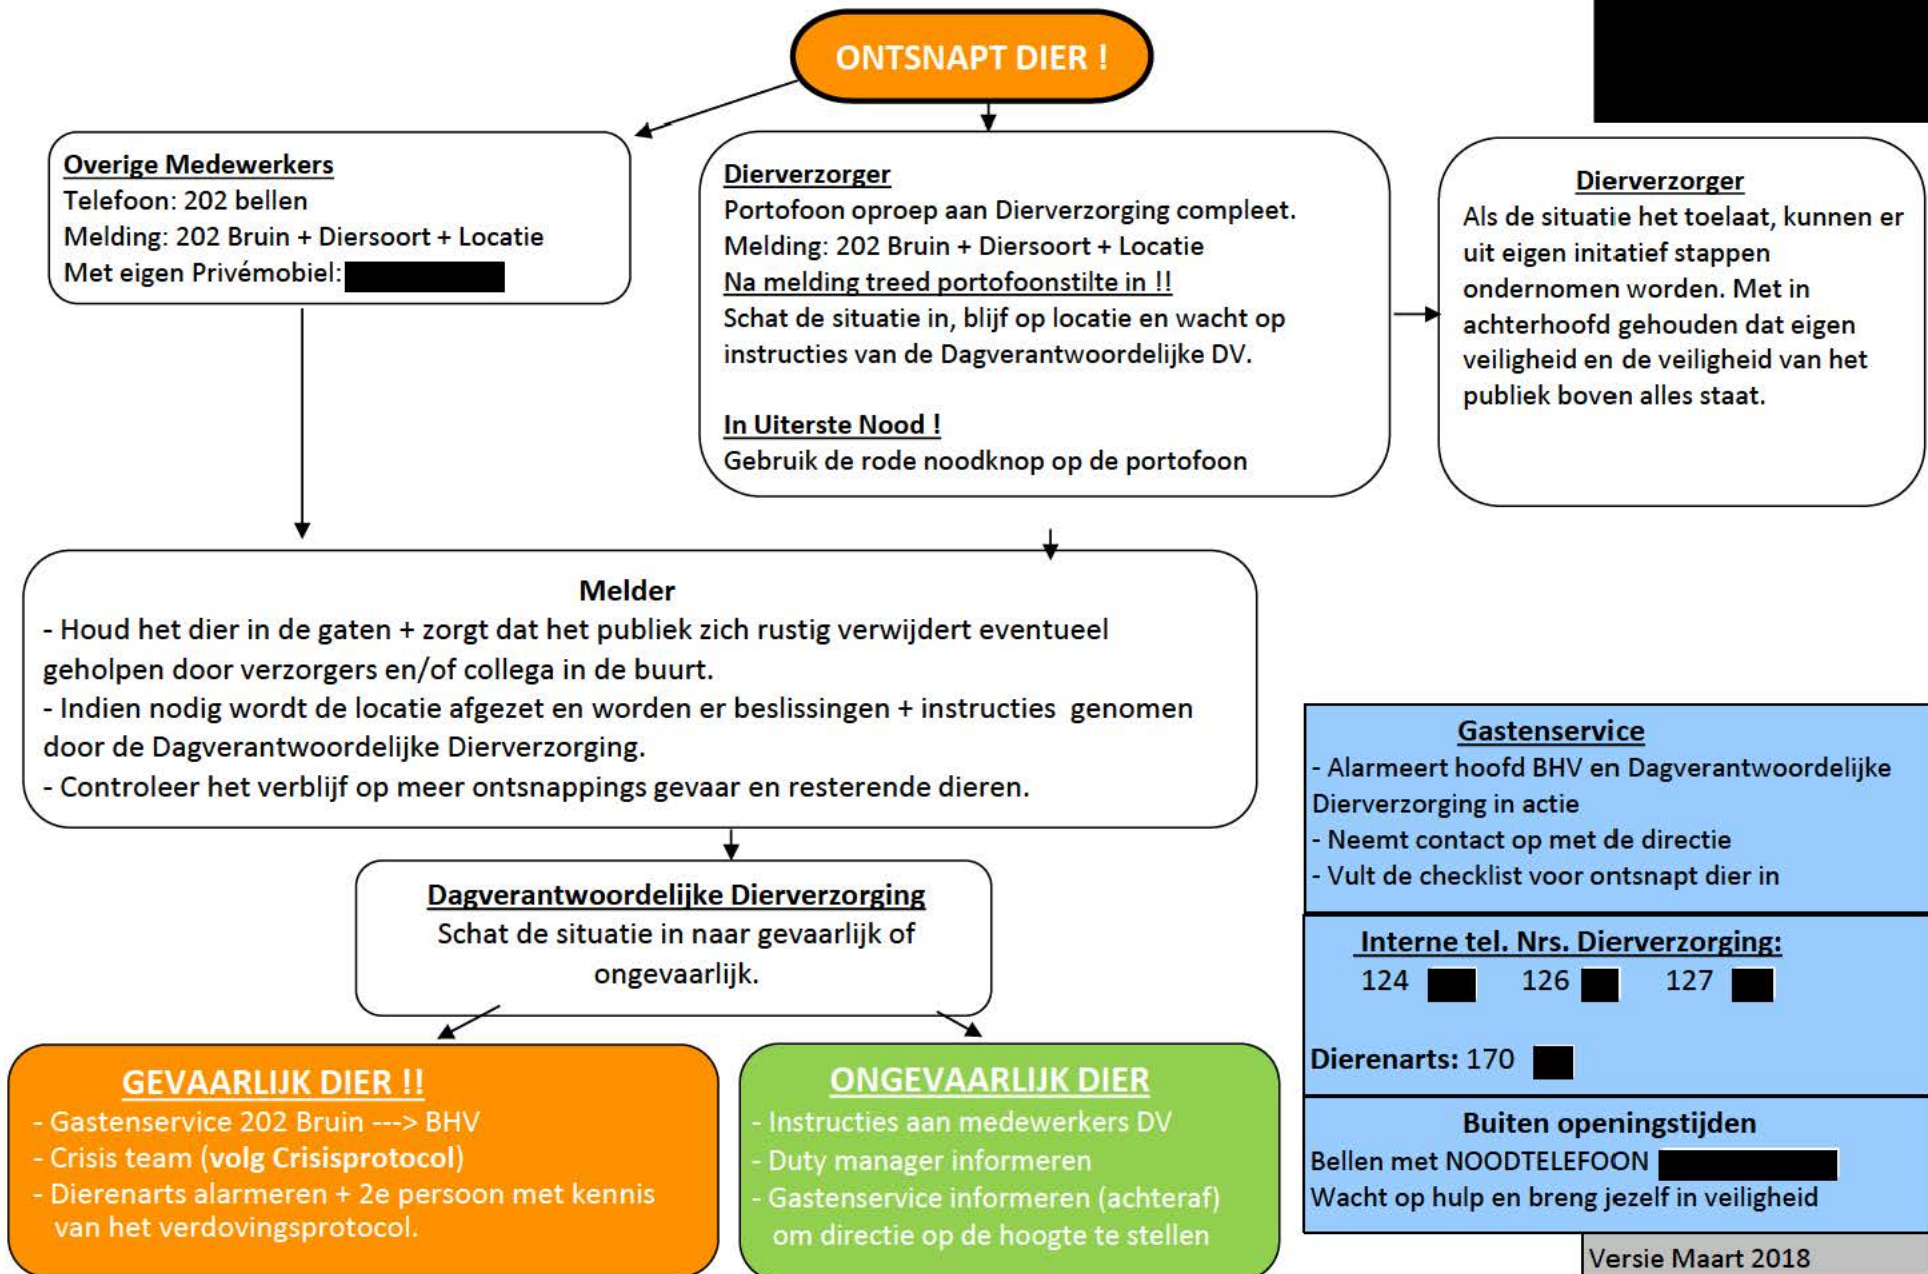 ONTSNAPT DIER !
Overige Medewerkers
Telefoon: 202 bellen
Melding: 202 Bruin + Diersoort + Locatie
Met eigen Privémobiel:
Dierverzorger
Portofoon oproep aan Dierverzorging compleet.
Melding: 202 Bruin + Diersoort + Locatie
Na melding treed portofoonstilte in !!
Schat de situatie in, blijf op locatie en wacht op
instructies van de Dagverantwoordelijke DV.
In Uiterste Nood !
Gebruik de rode noodknop op de portofoon
Dierverzorger
Als de situatie het toelaat, kunnen er
uit eigen initatief stappen
ondernomen worden. Met in
achterhoofd gehouden dat eigen
veiligheid en de veiligheid van het
publiek boven alles staat.
Melder
- Houd het dier in de gaten + zorgt dat het publiek zich rustig verwijdert eventueel
geholpen door verzorgers en/of collega in de buurt.
- Indien nodig wordt de locatie afgezet en worden er beslissingen + instructies genomen
door de Dagverantwoordelijke Dierverzorging.
- Controleer het verblijf op meer ontsnappings gevaar en resterende dieren.
Dagverantwoordelijke Dierverzorging
Schat de situatie in naar gevaarlijk of
ongevaarlijk.
GEVAARLIJK DIER !!
- Gastenservice 202 Bruin ---> BHV
- Crisis team (volg Crisisprotocol)
- Dierenarts alarmeren + 2e persoon met kennis
van het verdovingsprotocol.
ONGEVAARLIJK DIER
- Instructies aan medewerkers DV
- Duty manager informeren
- Gastenservice informeren (achteraf)
om directie op de hoogte te stellen
Gastenservice
- Alarmeert hoofd BHV en Dagverantwoordelijke
Dierverzorging in actie
- Neemt contact op met de directie
- Vult de checklist voor ontsnapt dier in
Interne tel. Nrs. Dierverzorging:
124 126 127
Dierenarts: 170
Buiten openingstijden
Bellen met NOODTELEFOON
Wacht op hulp en breng jezelf in veiligheid
Versie Maart 2018